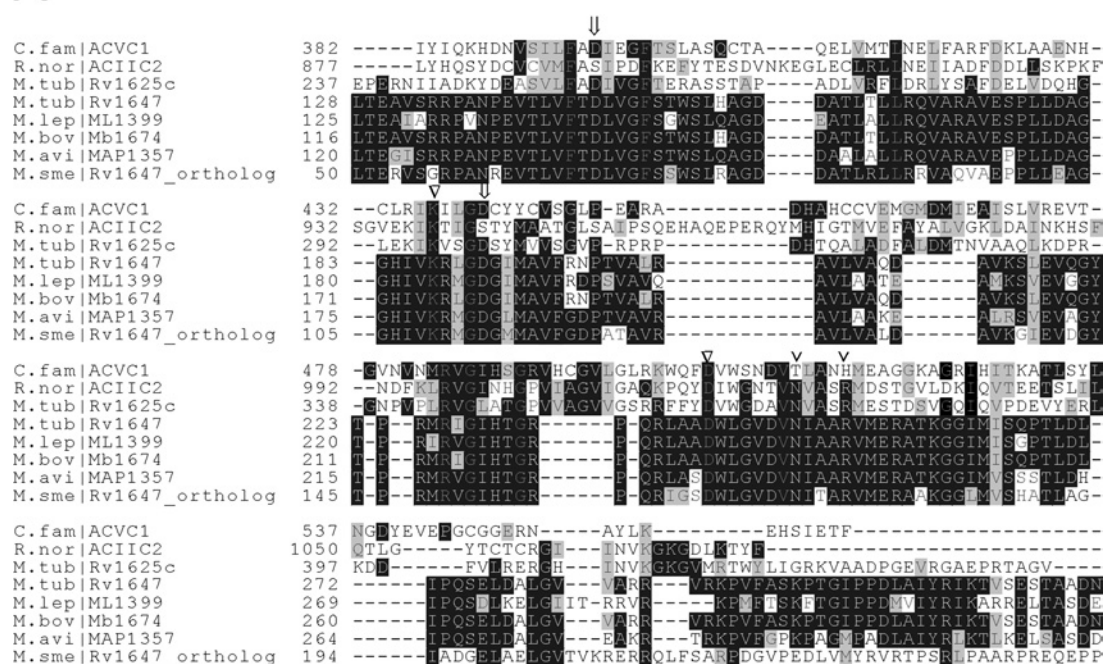 C.fam|ACVC1 382 -----IYIQKHDNVSILFADIEGFTSLASQCTA----QELVMTLNELFARFDKLAAENH-
R.nor|ACIIC2 877 -----LYHQSYDCVCVMFASIPDFKEFYTESDVNKEGLECLRLLNEIIADFDDLLSKPKF
M.tub|Rv1625c 237 EPERNIIADKYDEASVLFADIVGFTERASSTAP----ADLVRFLDRLYSAFDELVDQHG-
M.tub|Rv1647 128 LTEAVSRRPANPEVTLVFTDLVGFSTWSLHAGD----DATLTLLRQVARAVESPLLDAG-
M.lep|ML1399 125 LTEAIARRPVNPEVTLVFTDLVGFSGWSLQAGD----EATLALLRQVARAVESPLLDAG-
M.bov|Mb1674 116 LTEAVSRRPANPEVTLVFTDLVGFSTWSLHAGD----DATLTLLRQVARAVESPLLDAG-
M.avi|MAP1357 120 LTEGISRRPANPEVTLVFTDLVGFSTWSLQAGD----DAALALLRQVARAVEPPLLDAG-
M.sme|Rv1647_ortholog 50 LTERVSGRPANREVTLVFTDLVGFSSWSLRAGD----DATLRLLRRVAQVAEPLLEAG-
C.fam|ACVC1 432 --CLRIKILGDCYYCVSGLP-EARA----------DHAHCCVEMGMDMIEAISLVREVT-
R.nor|ACIIC2 932 SGVEKIKTIGSTYMAATGLSAIPSQEHAQEPERQYMHIGTMVEFAYALVGKLDAINKHSF
M.tub|Rv1625c 292 --LEKIKVSGDSYMVVSGVP-RPRP----------DHTQALADFALDMTNVAAQLKDPR-
M.tub|Rv1647 183 --GHIVKRLGDGIMAVFRNPTVALR------------AVLVAQD------AVKSLEVQGY
M.lep|ML1399 180 --GHIVKRMGDGIMAVFRDPSVAVQ------------AVLAATE------AMKSVEVGGY
M.bov|Mb1674 171 --GHIVKRMGDGIMAVFRNPTVALR------------AVLVAQD------AVKSLEVQGY
M.avi|MAP1357 175 --GHIVKRMGDGIMAVFRDPTVAVR------------AVLAAKE------ALRSVEVAGY
M.sme|Rv1647_ortholog 105 --GHIVKRMGDGMMAVFGDPATAVR------------AVLVALD------AVKGIEVDGY
C.fam|ACVC1 478 -GVNVNMRVGIHSGRVHCGVLGLRKWQFDVWSNDVTLANHMEAGGKAGRIHITKATLSYL
R.nor|ACIIC2 992 --NDFKLRVGINHGPVIAGVIGAQKPQYDIWGNTVNVASRMDSTGVLDKIQVTEETSLIL
M.tub|Rv1625c 338 -GNPVPLRVGLATGPVVAGVVGSRRFFYDVWGDAVNVASRMESTDSVGQIQVPDEVYERL
M.tub|Rv1647 223 T-P---RMRIGIHTGR------P-QRLAADWLGVDVNIAARVMERATKGGIMISQPTLDL-
M.lep|ML1399 220 T-P---RIRVGIHTGR------P-QRLAADWLGVDVNIAARVMERATKGGIMISGPTLDL-
M.bov|Mb1674 211 T-P---RMRIGIHTGR------P-QRLAADWLGVDVNIAARVMERATKGGIMISQPTLDL-
M.avi|MAP1357 215 T-P---RMRVGIHTGR------P-QRLASDWLGVDVNIAARVMERATKGGIMVSSTTLDH-
M.sme|Rv1647_ortholog 145 T-P---RMRVGIHTGR------P-QRIGSDWLGVDVNITARVMERAAKGGLMVSHATLAG-
C.fam|ACVC1 537 NGDYEVEPGCGGERN----AYLK---------EHSIETF---------------------
R.nor|ACIIC2 1050 QTLG-----YTCTCRGI--INVKGKGDLKTYF----------------------------
M.tub|Rv1625c 397 KDD------FVLRERGH--INVKGKGVMRTWYLIGRKVAADPGEVRGAEPRTAGV-----
M.tub|Rv1647 272 ------IPQSELDALGV--VARR---VRKPVFASKPTGIPPDLAIYRIKTVSESTAADN
M.lep|ML1399 269 ------IPQSDLKELGIIT-RRVR-----KPMFTSKFTGIPPDMVIYRIKARRELTASDE
M.bov|Mb1674 260 ------IPQSELDALGV--VARR---VRKPVFASKPTGIPPDLAIYRIKTVSESTAADN
M.avi|MAP1357 264 ------IPQSELDALGV--EAKR---TRKPVFGPKPAGMPADLAIYRLKTLKELSASDD
M.sme|Rv1647_ortholog 194 -----IADGELAELGVTVKRERRQLFSARPDGVPEDLVMYRVRTPSRLPAARPREQEPP